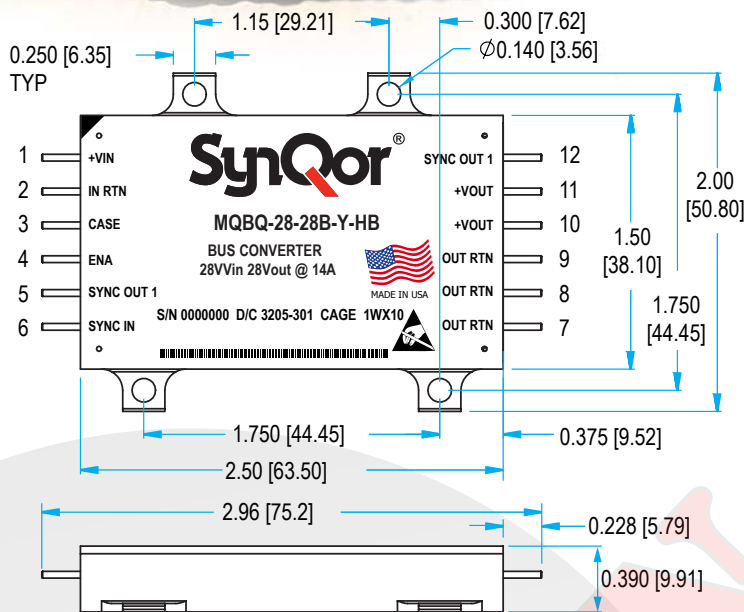 1.15 [29.21]
0.300 [7.62]
0.250 [6.35]
TYP
Ø0.140 [3.56]
SynQor®
1 +VIN
2 IN RTN
3 CASE
4 ENA
5 SYNC OUT 1
6 SYNC IN
SYNC OUT 1 12
+VOUT 11
+VOUT 10
OUT RTN 9
OUT RTN 8
OUT RTN 7
MQBQ-28-28B-Y-HB
BUS CONVERTER
28VVin 28Vout @ 14A
MADE IN USA
S/N 0000000 D/C 3205-301 CAGE 1WX10
2.00
[50.80]
1.50
[38.10]
1.750
[44.45]
1.750 [44.45]
0.375 [9.52]
2.50 [63.50]
2.96 [75.2]
0.228 [5.79]
0.390 [9.91]